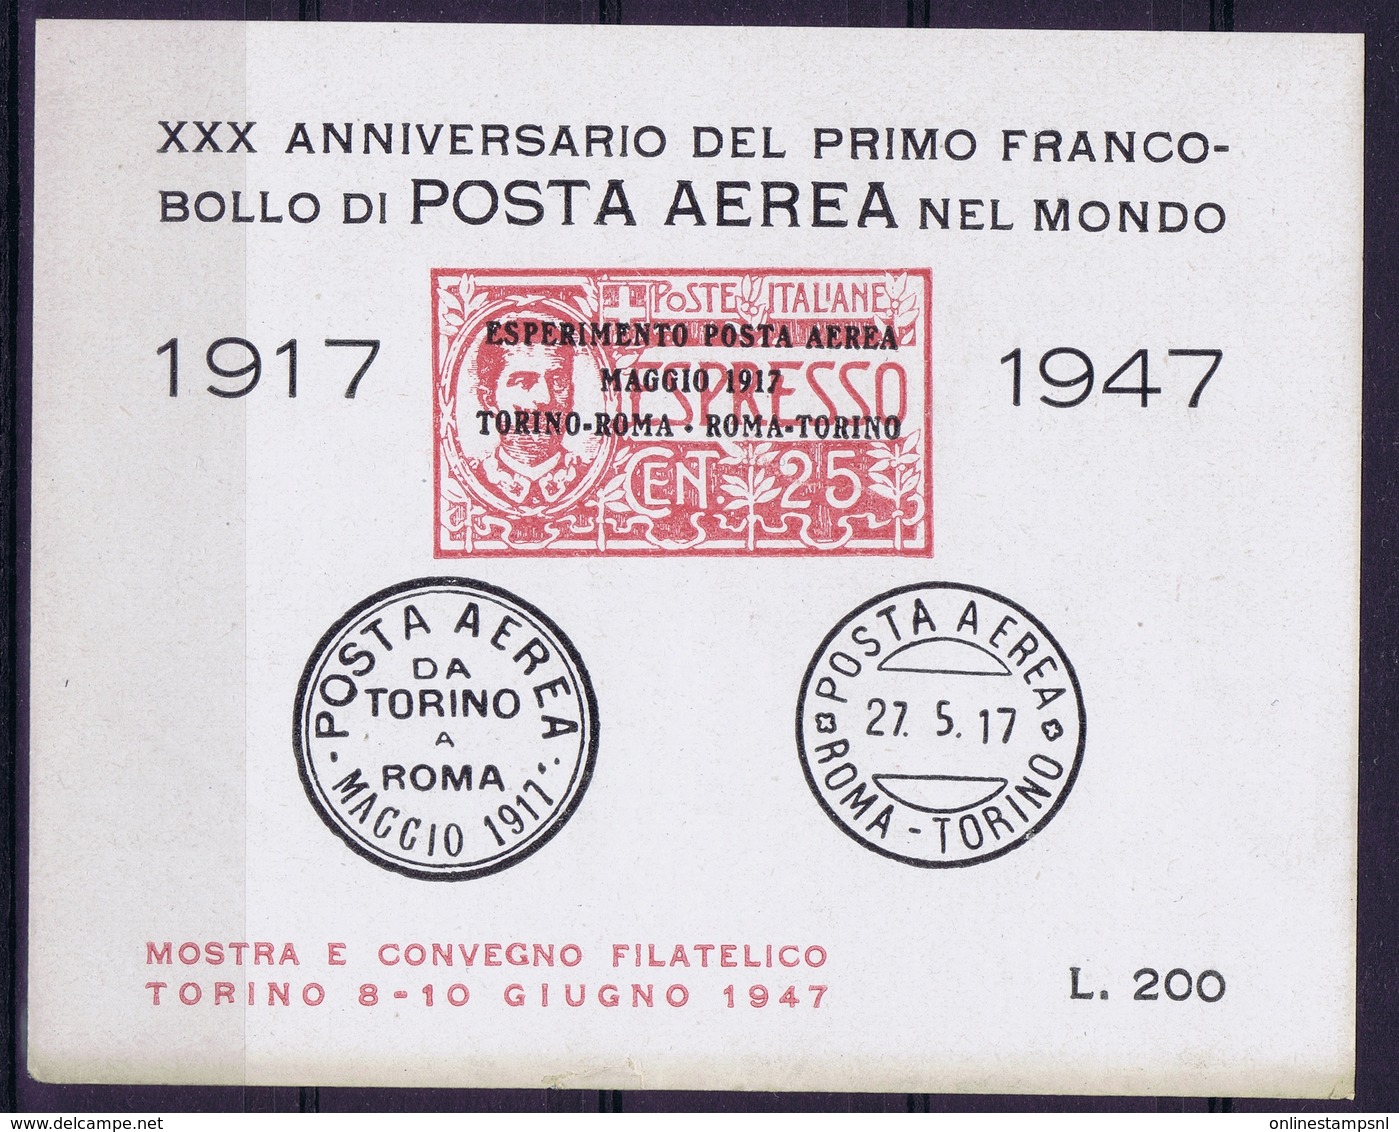 XXX ANNIVERSARIO DEL PRIMO FRANCO-
BOLLO DI POSTA AEREA NEL MONDO
1917
1947
POSTE ITALIANE
ESPERIMENTO POSTA AEREA
MAGGIO 1917
ESPRESSO
TORINO-ROMA · ROMA-TORINO
CENT. 25
POSTA AEREA
DA
TORINO
A
ROMA
· MAGGIO 1917 ·
POSTA AEREA
27. 5. 17
ROMA - TORINO
MOSTRA E CONVEGNO FILATELICO
TORINO 8-10 GIUGNO 1947
L. 200
delcampe.net
onlinestampsnl